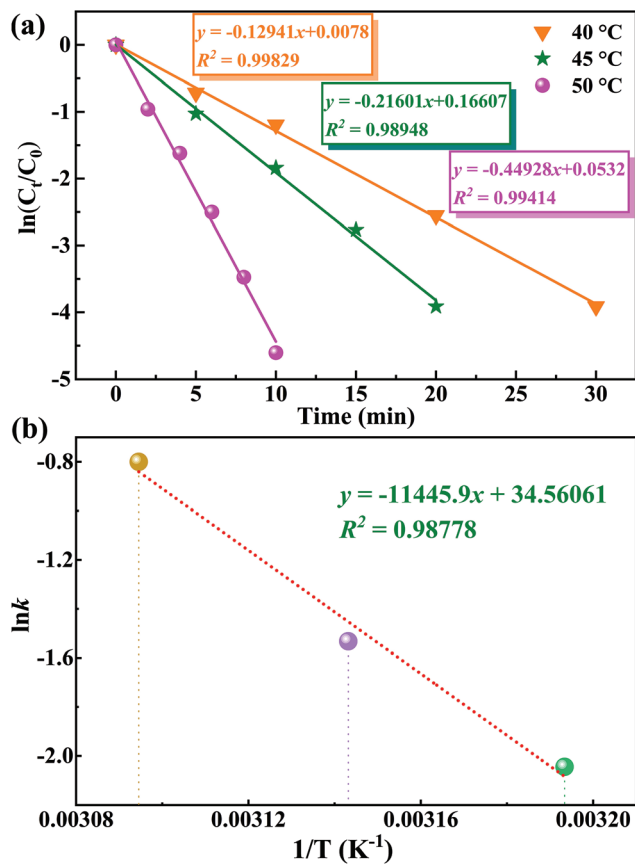 (a)
y = -0.12941x+0.0078
R² = 0.99829
40 °C
45 °C
50 °C
y = -0.21601x+0.16607
R² = 0.98948
y = -0.44928x+0.0532
R² = 0.99414
ln(Cₜ/C₀)
0
-1
-2
-3
-4
-5
0 5 10 15 20 25 30
Time (min)
(b)
y = -11445.9x + 34.56061
R² = 0.98778
lnk
-0.8
-1.2
-1.6
-2.0
0.00308 0.00312 0.00316 0.00320
1/T (K⁻¹)